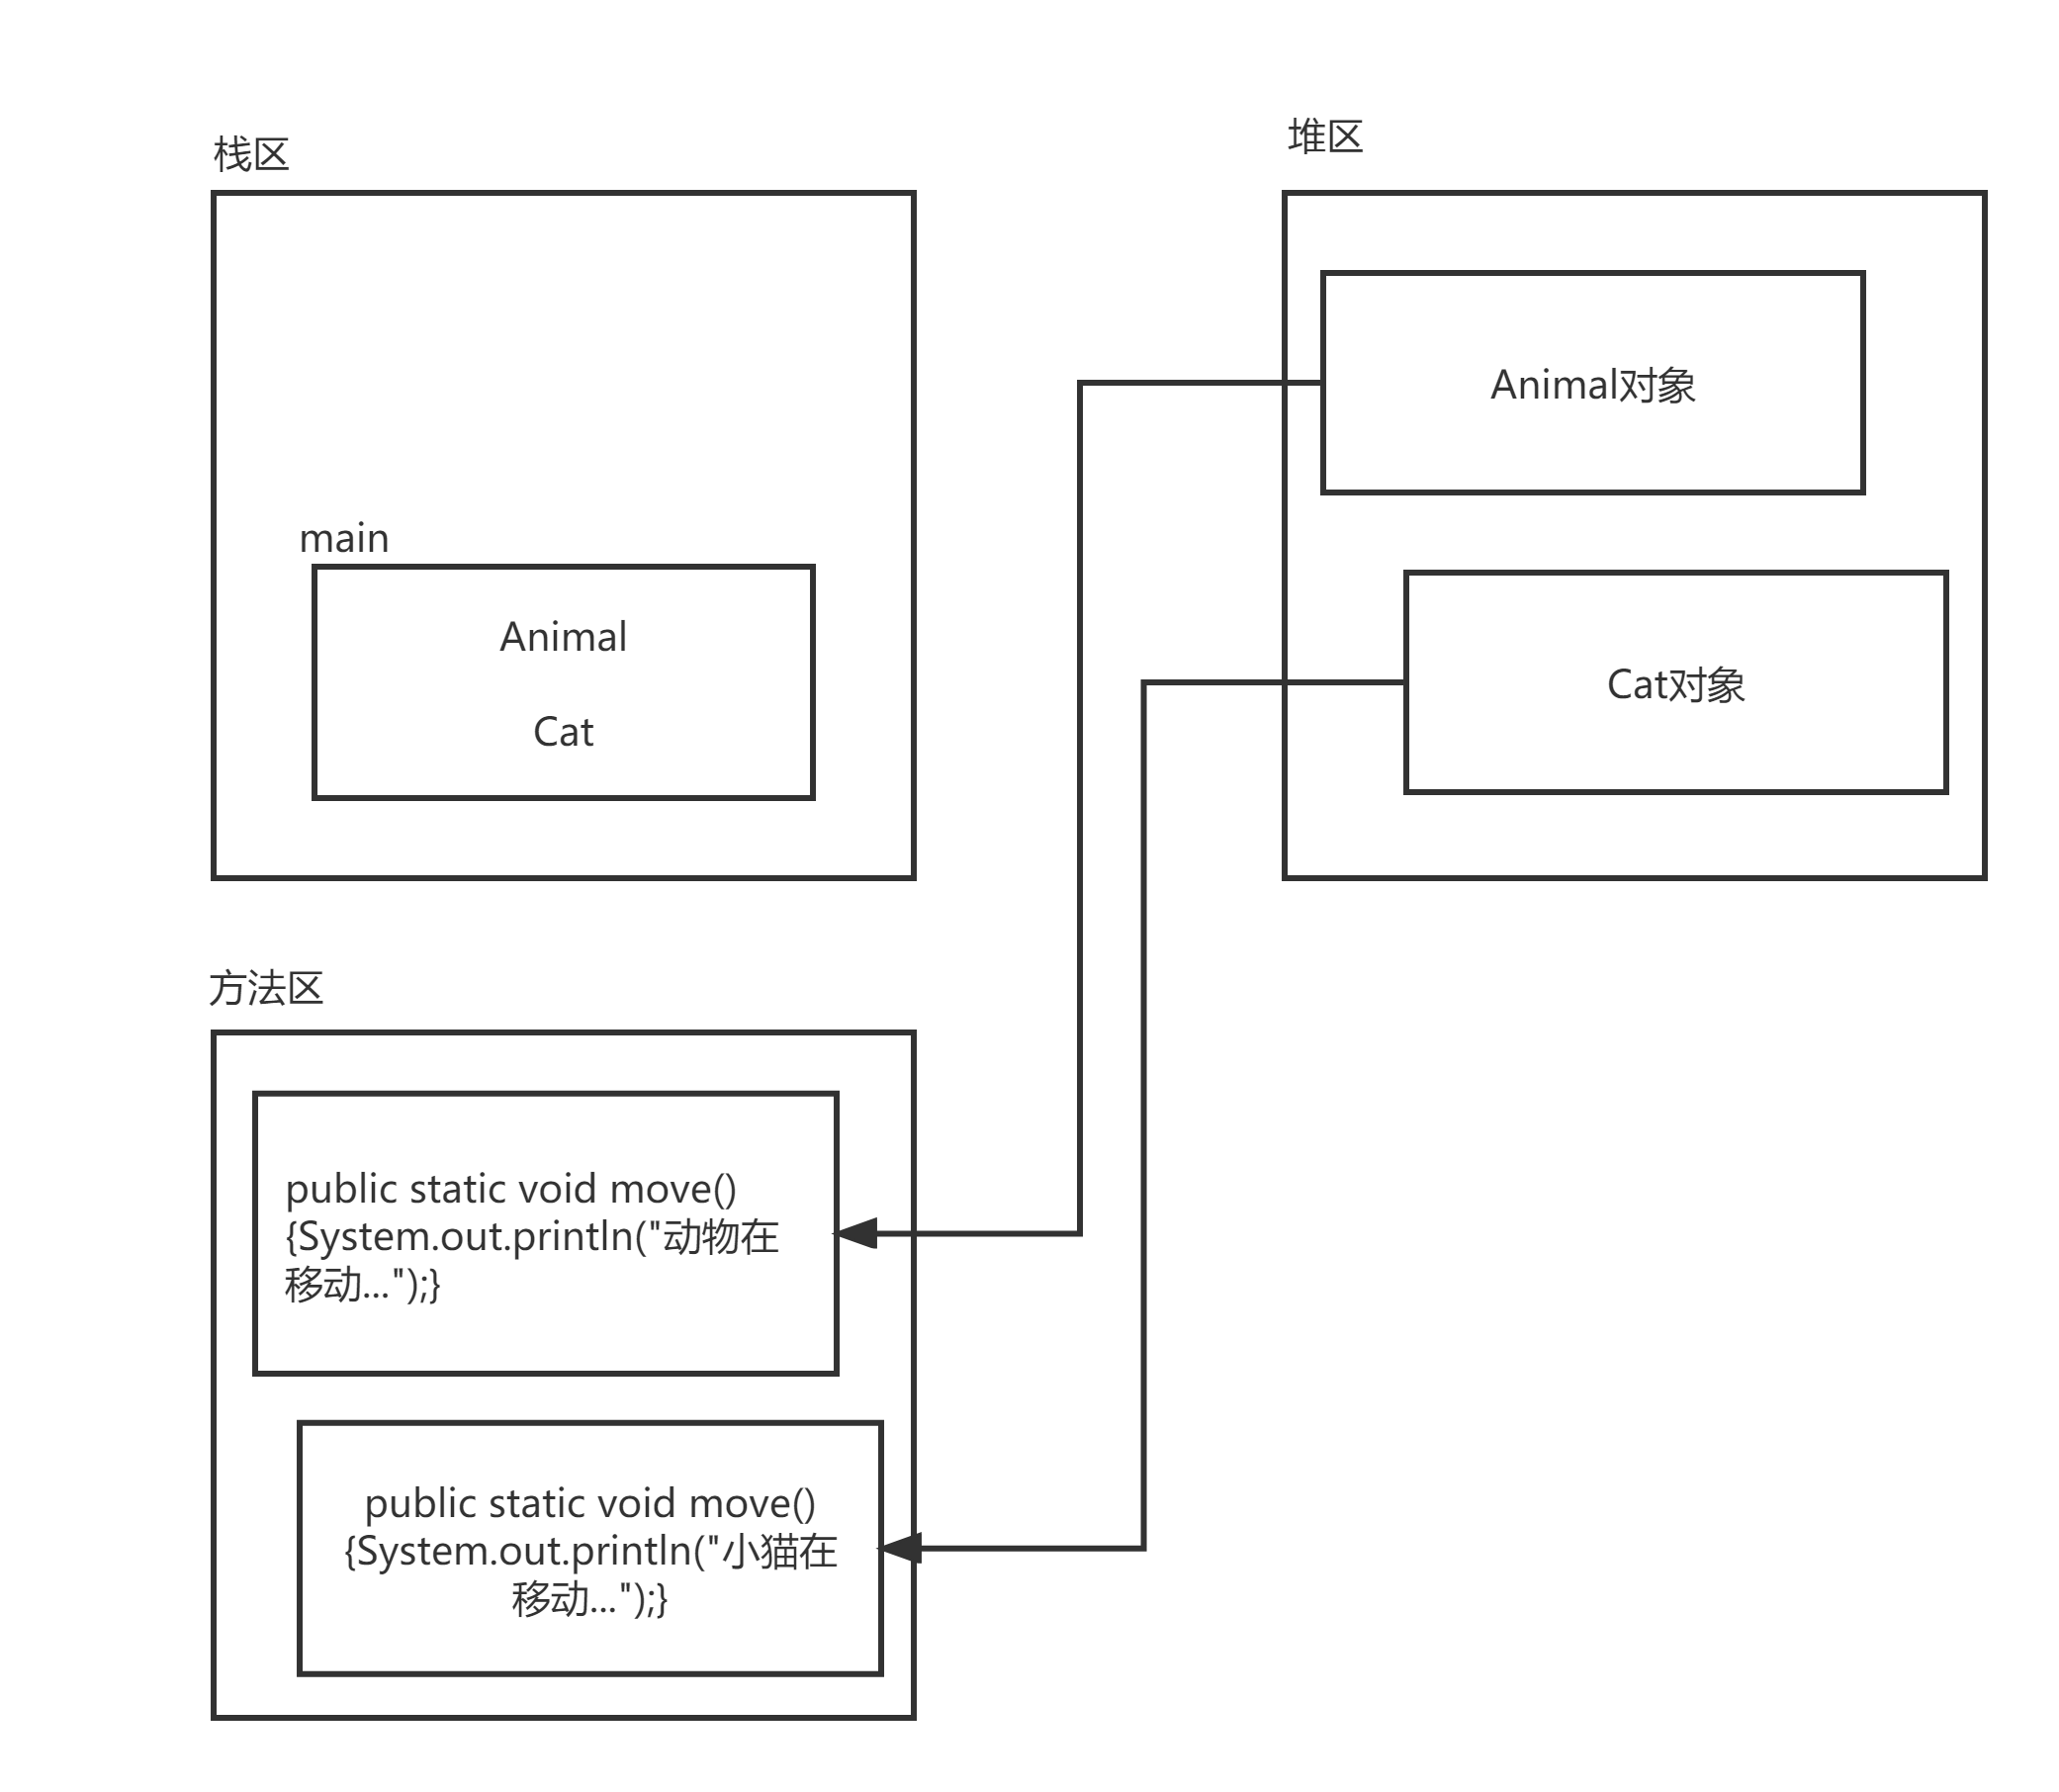 栈区
堆区
Animal对象
main
Animal
Cat
Cat对象
方法区
public static void move()
{System.out.println("动物在
移动...");}
public static void move()
{System.out.println("小猫在
移动...");}